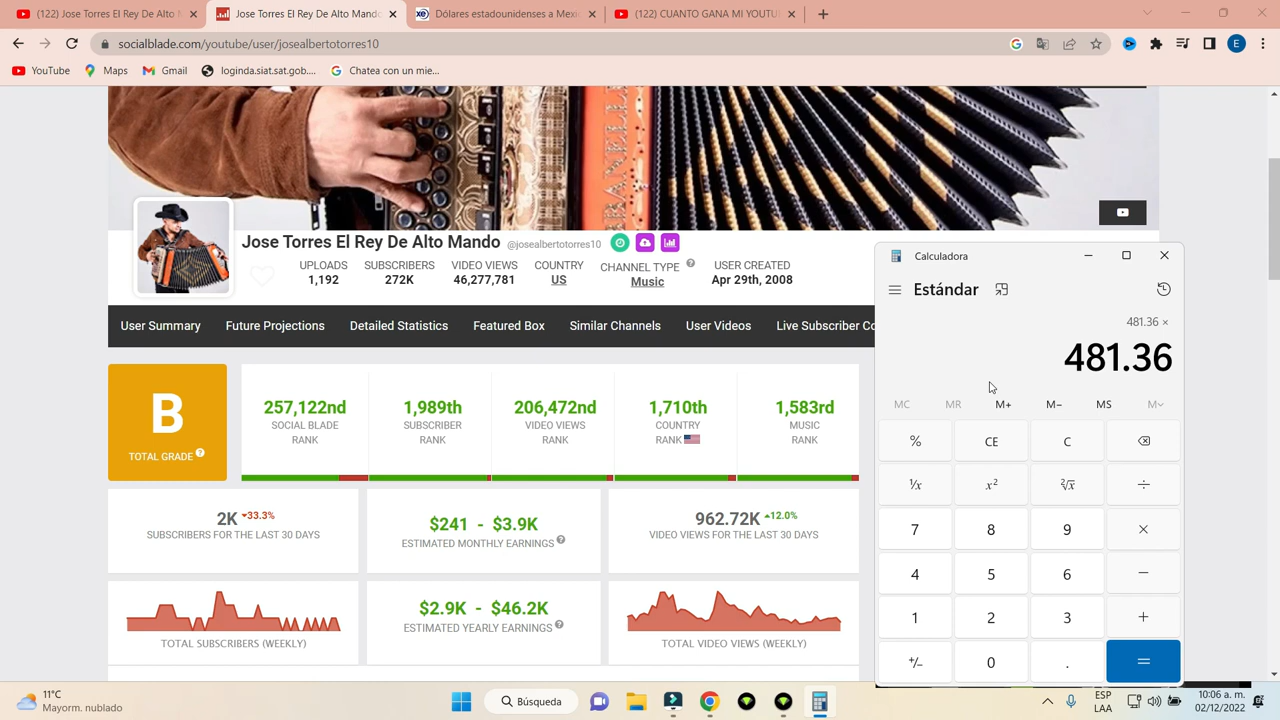 (122) Jose Torres El Rey De Alto M
Jose Torres El Rey De Alto Mando
Dólares estadounidenses a Mexi
(122) CUANTO GANA MI YOUTU
socialblade.com/youtube/user/josealbertotorres10
E
YouTube
Maps
Gmail
loginda.siat.sat.gob....
Chatea con un mie...
Jose Torres El Rey De Alto Mando @josealbertotorres10
UPLOADS SUBSCRIBERS VIDEO VIEWS COUNTRY CHANNEL TYPE ? USER CREATED
1,192 272K 46,277,781 US Music Apr 29th, 2008
User Summary Future Projections Detailed Statistics Featured Box Similar Channels User Videos Live Subscriber Co
B
TOTAL GRADE ?
257,122nd
SOCIAL BLADE
RANK
1,989th
SUBSCRIBER
RANK
206,472nd
VIDEO VIEWS
RANK
1,710th
COUNTRY
RANK
1,583rd
MUSIC
RANK
2K 33.3%
SUBSCRIBERS FOR THE LAST 30 DAYS
$241 - $3.9K
ESTIMATED MONTHLY EARNINGS ?
962.72K 12.0%
VIDEO VIEWS FOR THE LAST 30 DAYS
TOTAL SUBSCRIBERS (WEEKLY)
$2.9K - $46.2K
ESTIMATED YEARLY EARNINGS ?
TOTAL VIDEO VIEWS (WEEKLY)
Calculadora
Estándar
481.36 ×
481.36
MC MR M+ M− MS M
% CE C
¹/x x² ²√x ÷
7 8 9 ×
4 5 6 −
1 2 3 +
+/− 0 . =
11°C
Mayorm. nublado
Búsqueda
ESP
LAA
10:06 a. m.
02/12/2022